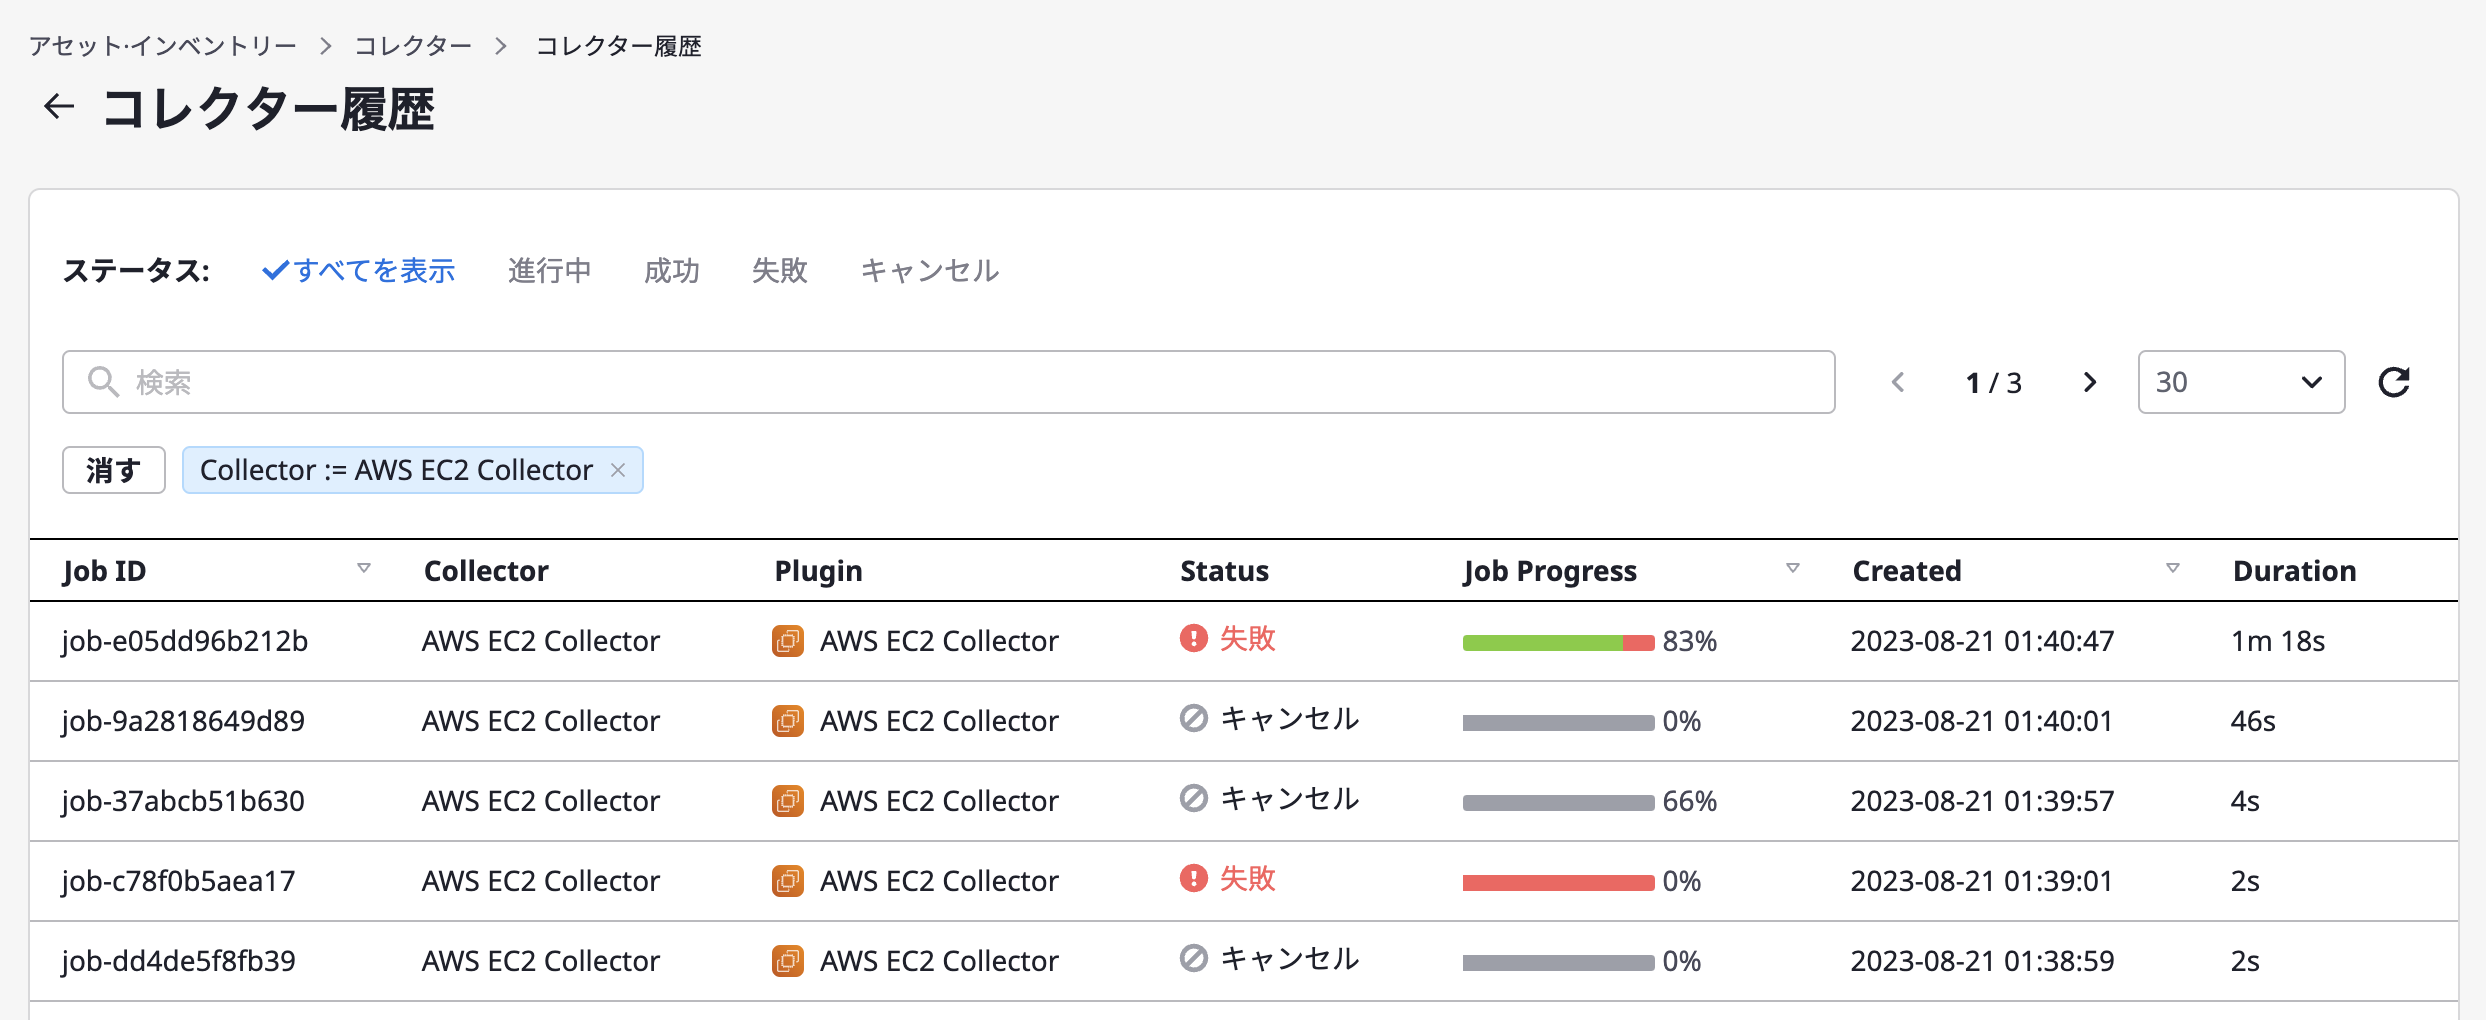 アセット·インベントリー > コレクター > コレクター履歴
コレクター履歴
ステータス: すべてを表示 進行中 成功 失敗 キャンセル
検索 1 / 3 30
消す Collector := AWS EC2 Collector ×
Job ID Collector Plugin Status Job Progress Created Duration
job-e05dd96b212b AWS EC2 Collector AWS EC2 Collector 失敗 83% 2023-08-21 01:40:47 1m 18s
job-9a2818649d89 AWS EC2 Collector AWS EC2 Collector キャンセル 0% 2023-08-21 01:40:01 46s
job-37abcb51b630 AWS EC2 Collector AWS EC2 Collector キャンセル 66% 2023-08-21 01:39:57 4s
job-c78f0b5aea17 AWS EC2 Collector AWS EC2 Collector 失敗 0% 2023-08-21 01:39:01 2s
job-dd4de5f8fb39 AWS EC2 Collector AWS EC2 Collector キャンセル 0% 2023-08-21 01:38:59 2s